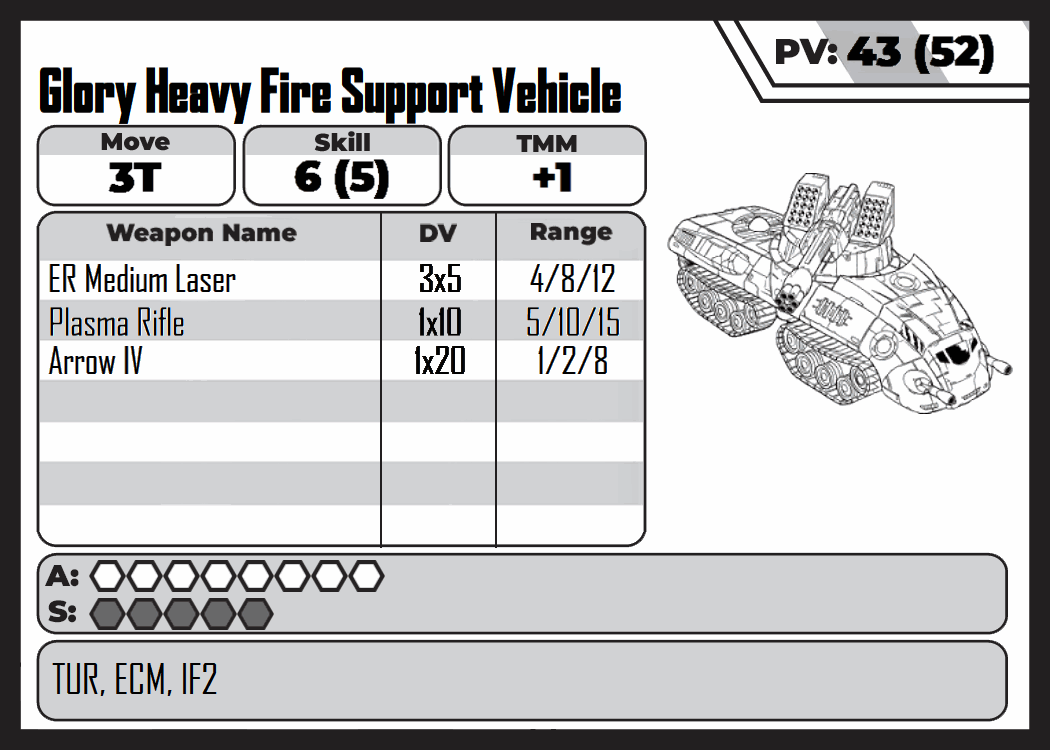 PV: 43 (52)
Glory Heavy Fire Support Vehicle
Move Skill TMM
3T 6 (5) +1
Weapon Name DV Range
ER Medium Laser 3x5 4/8/12
Plasma Rifle 1x10 5/10/15
Arrow IV 1x20 1/2/8
A:
S:
TUR, ECM, IF2